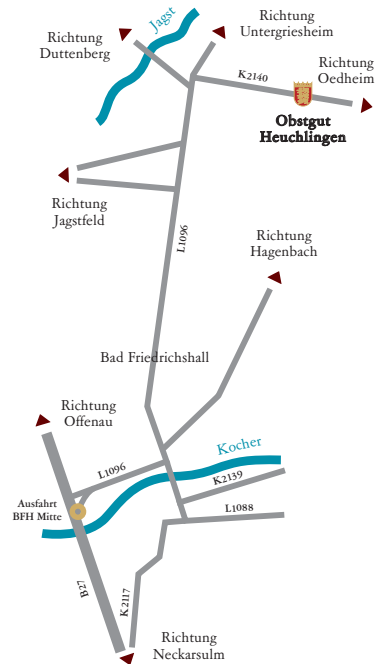 Jagst
Richtung
Untergriesheim
Richtung
Duttenberg
Richtung
Oedheim
K2140
Obstgut
Heuchlingen
Richtung
Jagstfeld
L1096
Richtung
Hagenbach
Bad Friedrichshall
Richtung
Offenau
Kocher
L1096
K2139
Ausfahrt
BFH Mitte
L1088
B27
K2117
Richtung
Neckarsulm